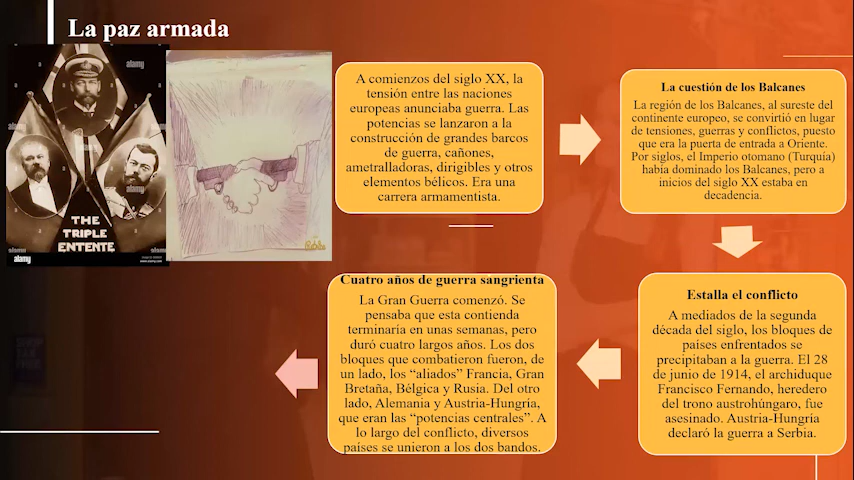 La paz armada
alamy
THE
TRIPLE
ENTENTE
alamy
A comienzos del siglo XX, la
tensión entre las naciones
europeas anunciaba guerra. Las
potencias se lanzaron a la
construcción de grandes barcos
de guerra, cañones,
ametralladoras, dirigibles y otros
elementos bélicos. Era una
carrera armamentista.
La cuestión de los Balcanes
La región de los Balcanes, al sureste del
continente europeo, se convirtió en lugar
de tensiones, guerras y conflictos, puesto
que era la puerta de entrada a Oriente.
Por siglos, el Imperio otomano (Turquía)
había dominado los Balcanes, pero a
inicios del siglo XX estaba en
decadencia.
Estalla el conflicto
A mediados de la segunda
década del siglo, los bloques de
países enfrentados se
precipitaban a la guerra. El 28
de junio de 1914, el archiduque
Francisco Fernando, heredero
del trono austrohúngaro, fue
asesinado. Austria-Hungría
declaró la guerra a Serbia.
Cuatro años de guerra sangrienta
La Gran Guerra comenzó. Se
pensaba que esta contienda
terminaría en unas semanas, pero
duró cuatro largos años. Los dos
bloques que combatieron fueron, de
un lado, los “aliados” Francia, Gran
Bretaña, Bélgica y Rusia. Del otro
lado, Alemania y Austria-Hungría,
que eran las “potencias centrales”. A
lo largo del conflicto, diversos
países se unieron a los dos bandos.